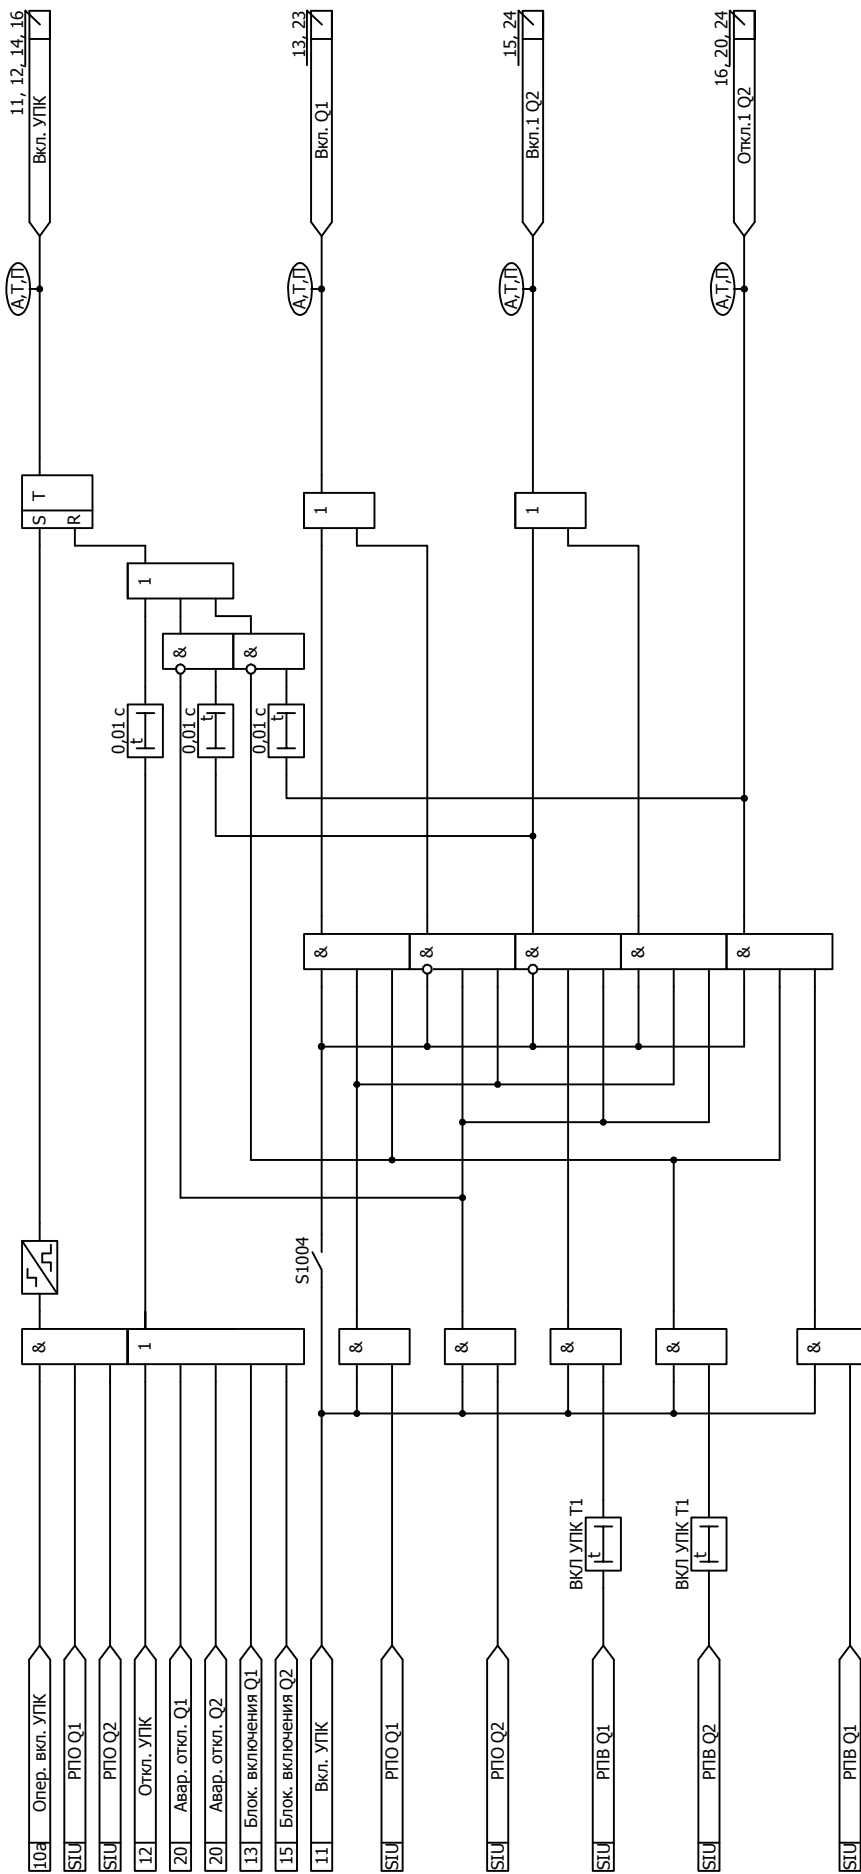 10а Опер. вкл. УПК
SIU РПО Q1
SIU РПО Q2
12 Откл. УПК
20 Авар. откл. Q1
20 Авар. откл. Q2
13 Блок. включения Q1
15 Блок. включения Q2
11 Вкл. УПК
SIU РПО Q1
SIU РПО Q2
SIU РПВ Q1
SIU РПВ Q2
SIU РПВ Q1
ВКЛ УПК Т1
t
ВКЛ УПК Т1
t
&
1
&
&
&
&
&
S1004
&
&
&
&
&
0,01 с
t
0,01 с
t
0,01 с
t
&
&
1
S T
R
1
1
А,Т,П
А,Т,П
А,Т,П
А,Т,П
Вкл. УПК
11, 12, 14, 16
Вкл. Q1
13, 23
Вкл.1 Q2
15, 24
Откл.1 Q2
16, 20, 24